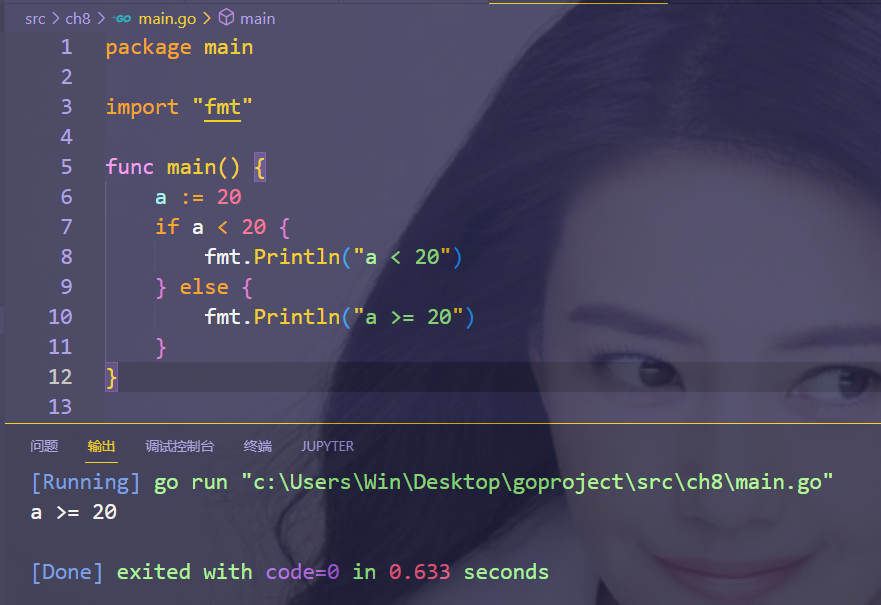 src > ch8 > GO main.go > main
1 package main
2
3 import "fmt"
4
5 func main() {
6     a := 20
7     if a < 20 {
8         fmt.Println("a < 20")
9     } else {
10         fmt.Println("a >= 20")
11     }
12 }
13
问题 输出 调试控制台 终端 JUPYTER
[Running] go run "c:\Users\Win\Desktop\goproject\src\ch8\main.go"
a >= 20
[Done] exited with code=0 in 0.633 seconds